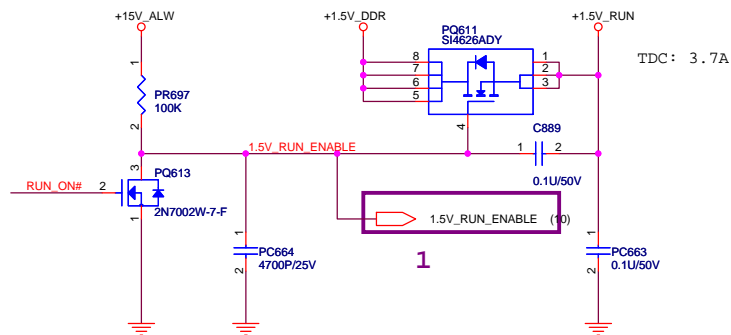 +15V_ALW
+1.5V_DDR
+1.5V_RUN
PQ611
SI4626ADY
TDC: 3.7A
8
7
6
5
1
2
3
4
1
PR697
100K
2
1.5V_RUN_ENABLE
C889
1
2
0.1U/50V
3
PQ613
RUN_ON#
2
2N7002W-7-F
1
1.5V_RUN_ENABLE (10)
1
1
PC664
4700P/25V
2
1
PC663
0.1U/50V
2